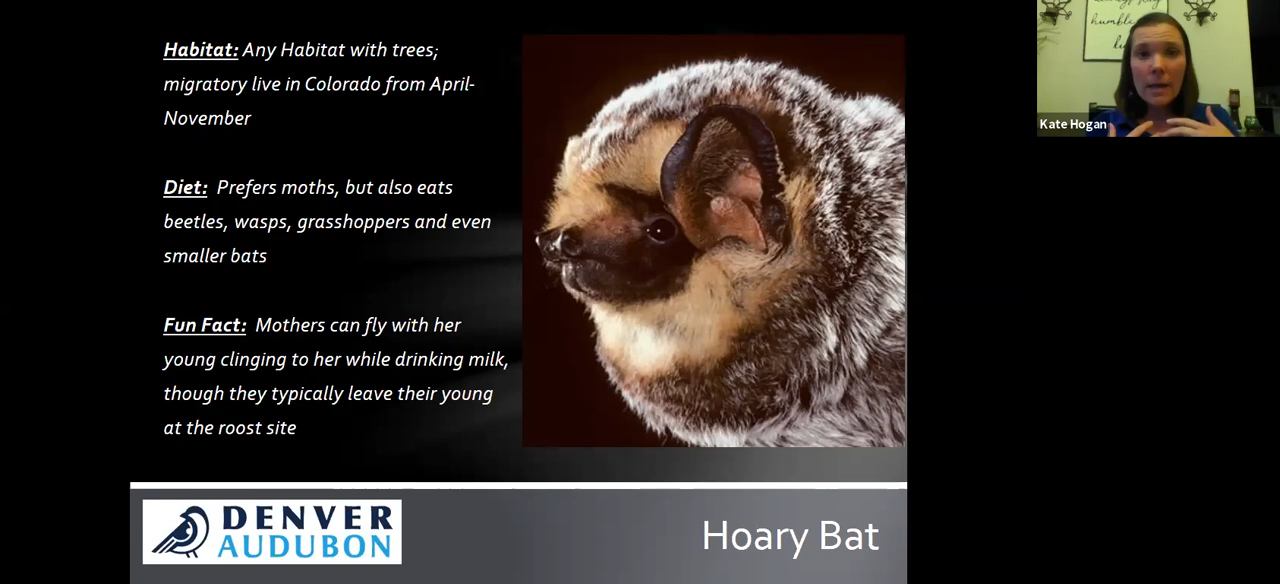 Habitat: Any Habitat with trees;
migratory live in Colorado from April-
November
Diet: Prefers moths, but also eats
beetles, wasps, grasshoppers and even
smaller bats
Fun Fact: Mothers can fly with her
young clinging to her while drinking milk,
though they typically leave their young
at the roost site
DENVER
AUDUBON
Hoary Bat
humble
Kate Hogan